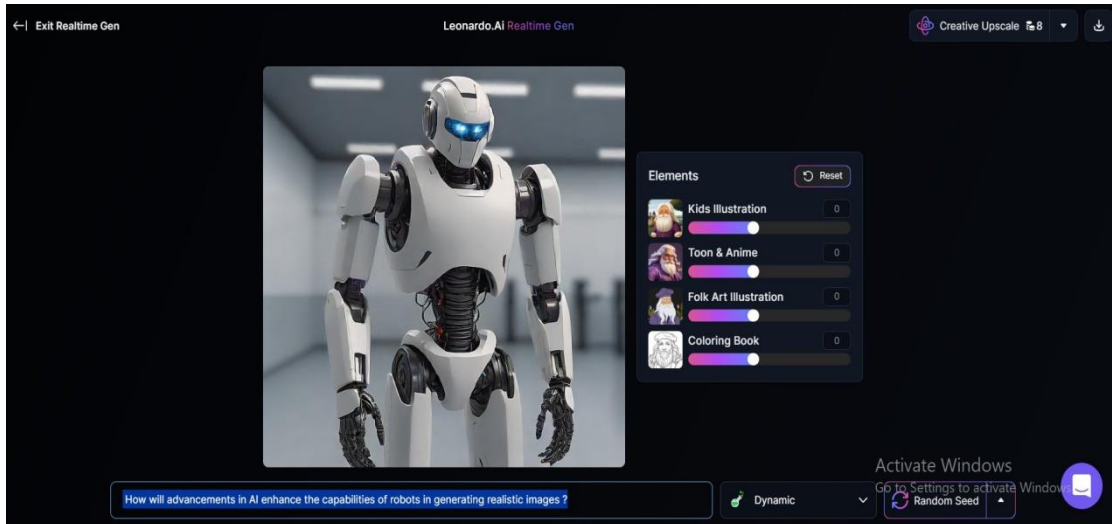 Exit Realtime Gen
Leonardo.Ai Realtime Gen
Creative Upscale 8
Elements
Reset
Kids Illustration 0
Toon & Anime 0
Folk Art Illustration 0
Coloring Book 0
Activate Windows
Go to Settings to activate Windows
How will advancements in AI enhance the capabilities of robots in generating realistic images ?
Dynamic
Random Seed